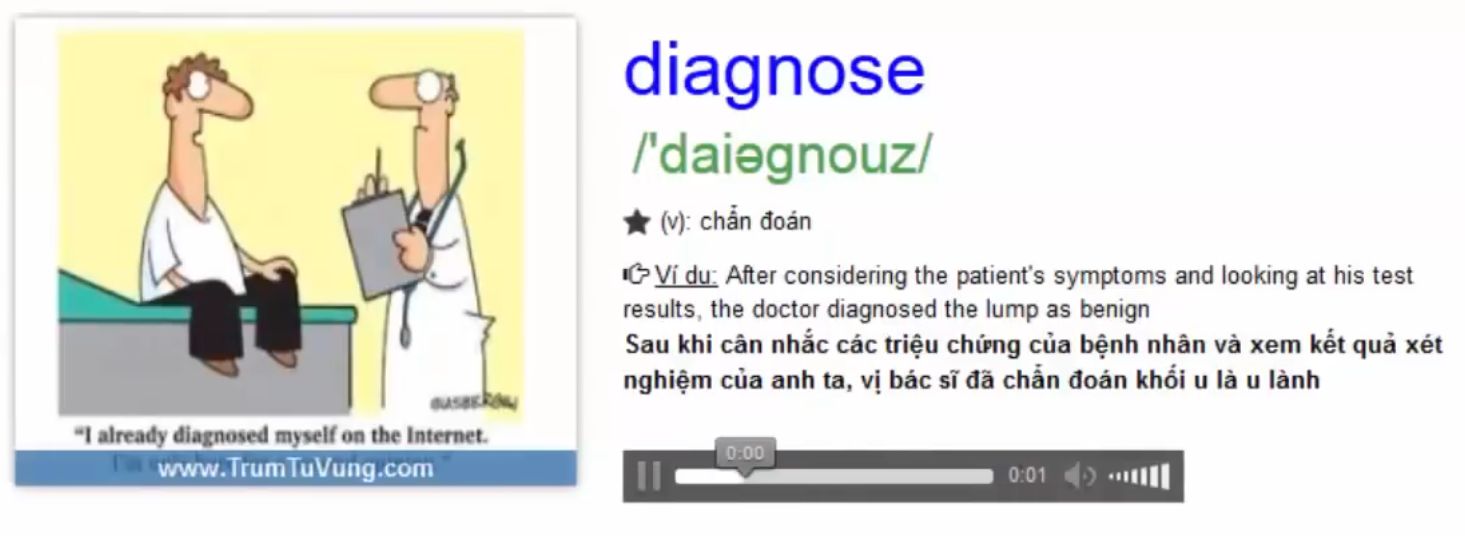 diagnose
/'daiəgnouz/
(v): chẩn đoán
Ví du: After considering the patient's symptoms and looking at his test
results, the doctor diagnosed the lump as benign
Sau khi cân nhắc các triệu chứng của bệnh nhân và xem kết quả xét
nghiệm của anh ta, vị bác sĩ đã chẩn đoán khối u là u lành
"I already diagnosed myself on the Internet.
www.TrumTuVung.com
0:00
0:01